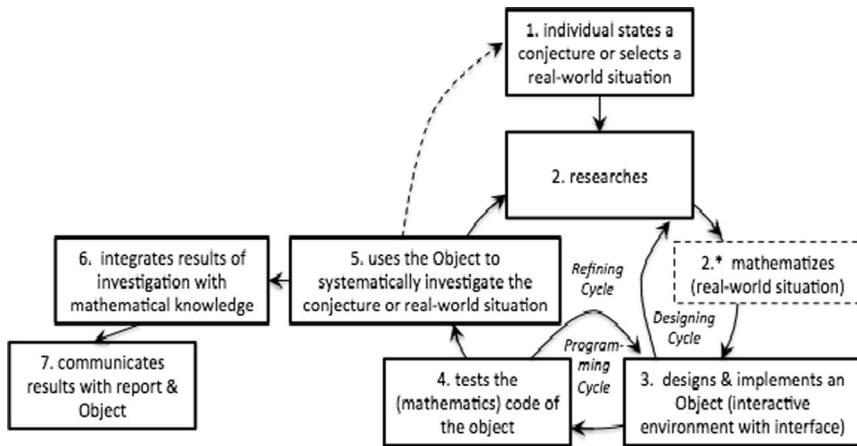 1. individual states a
conjecture or selects a
real-world situation
2. researches
6. integrates results of
investigation with
mathematical knowledge
5. uses the Object to
systematically investigate the
conjecture or real-world situation
Refining
Cycle
2.* mathematizes
(real-world situation)
Designing
Cycle
Program-
ming
Cycle
7. communicates
results with report &
Object
4. tests the
(mathematics) code of
the object
3. designs & implements an
Object (interactive
environment with interface)